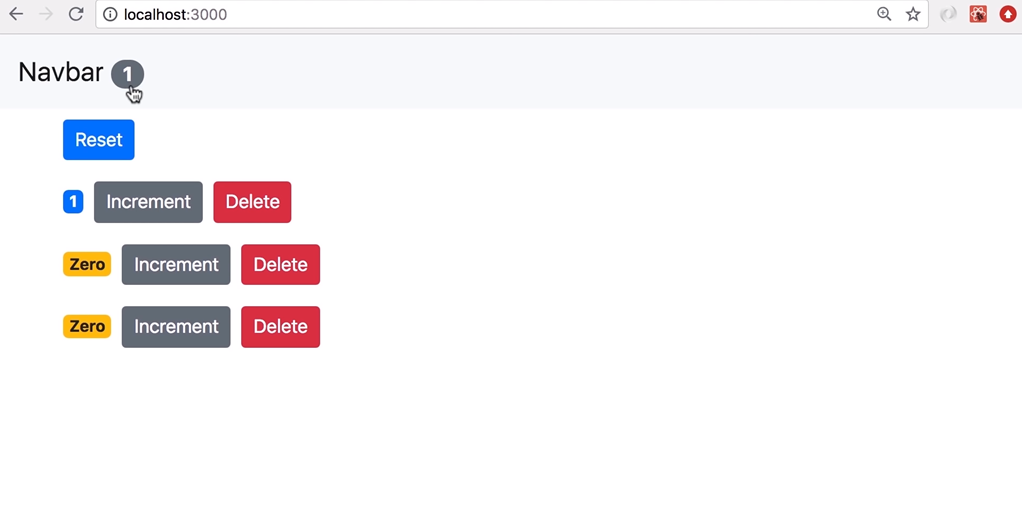 localhost:3000
Navbar 1
Reset
1 Increment Delete
Zero Increment Delete
Zero Increment Delete